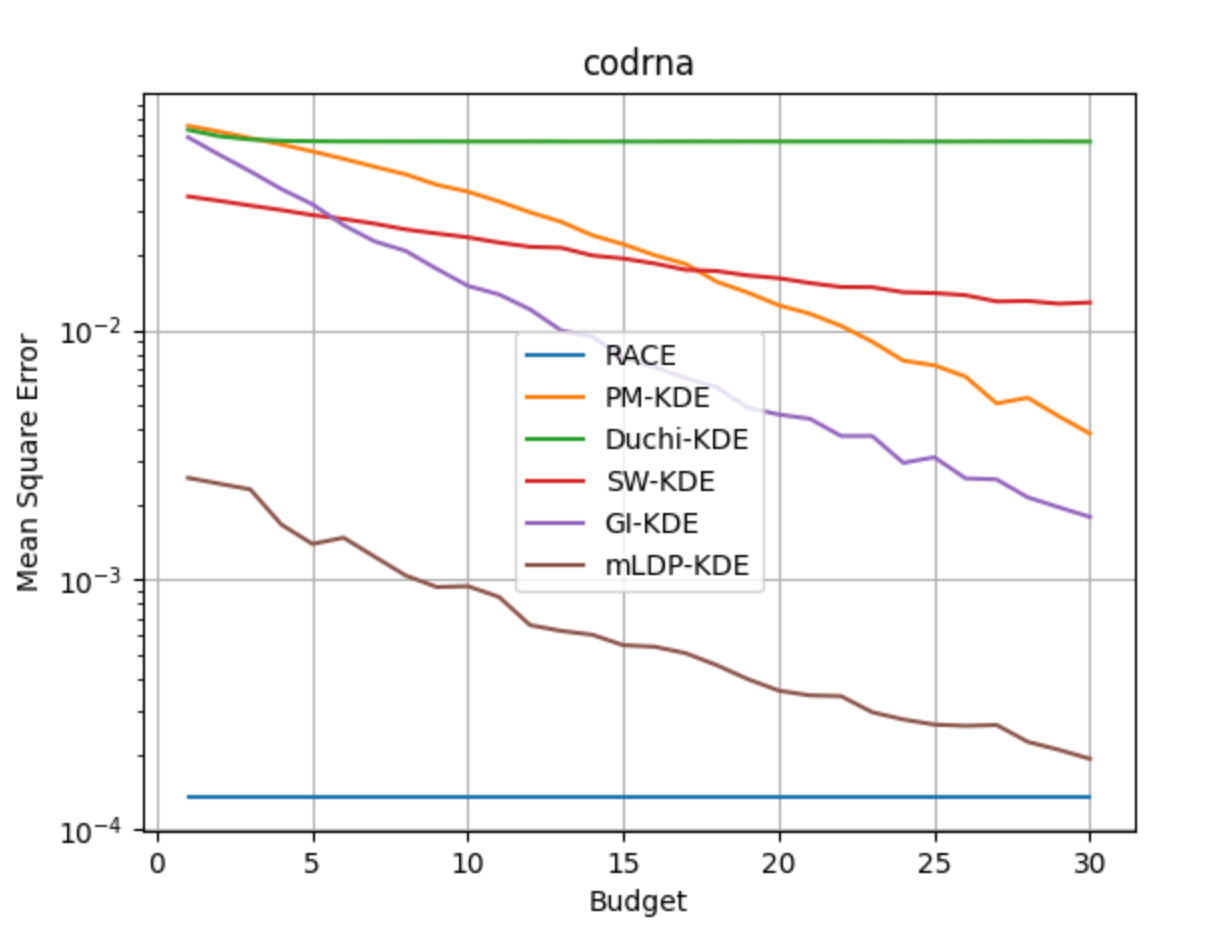 codrna
Mean Square Error
10⁻²
10⁻³
10⁻⁴
RACE
PM-KDE
Duchi-KDE
SW-KDE
GI-KDE
mLDP-KDE
0 5 10 15 20 25 30
Budget